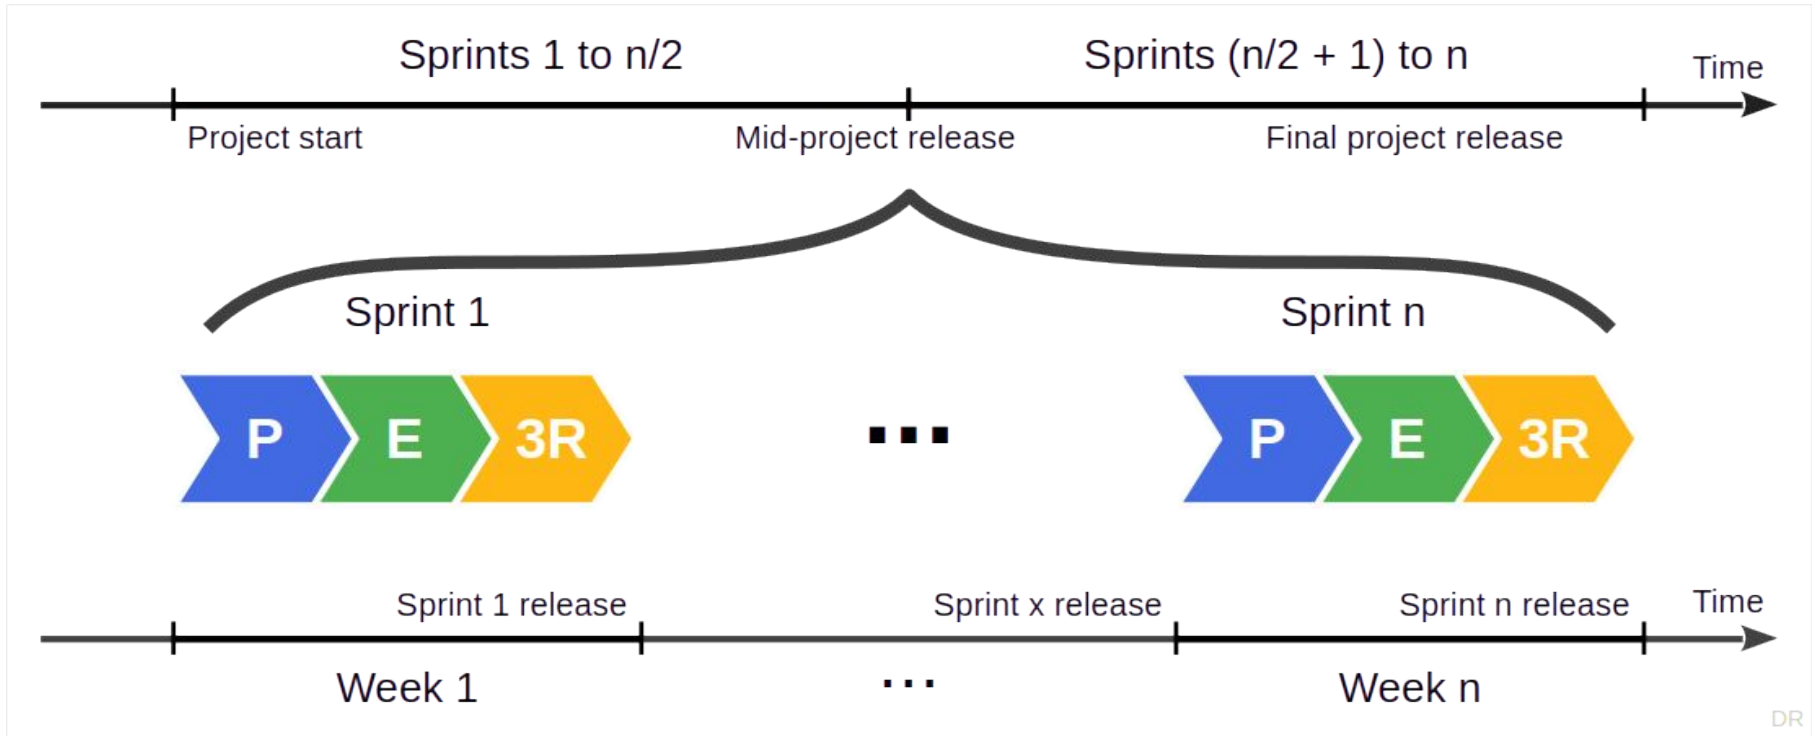 Sprints 1 to n/2
Sprints (n/2 + 1) to n
Time
Project start
Mid-project release
Final project release
Sprint 1
Sprint n
P
E
3R
...
P
E
3R
Sprint 1 release
Sprint x release
Sprint n release
Time
Week 1
...
Week n
DR